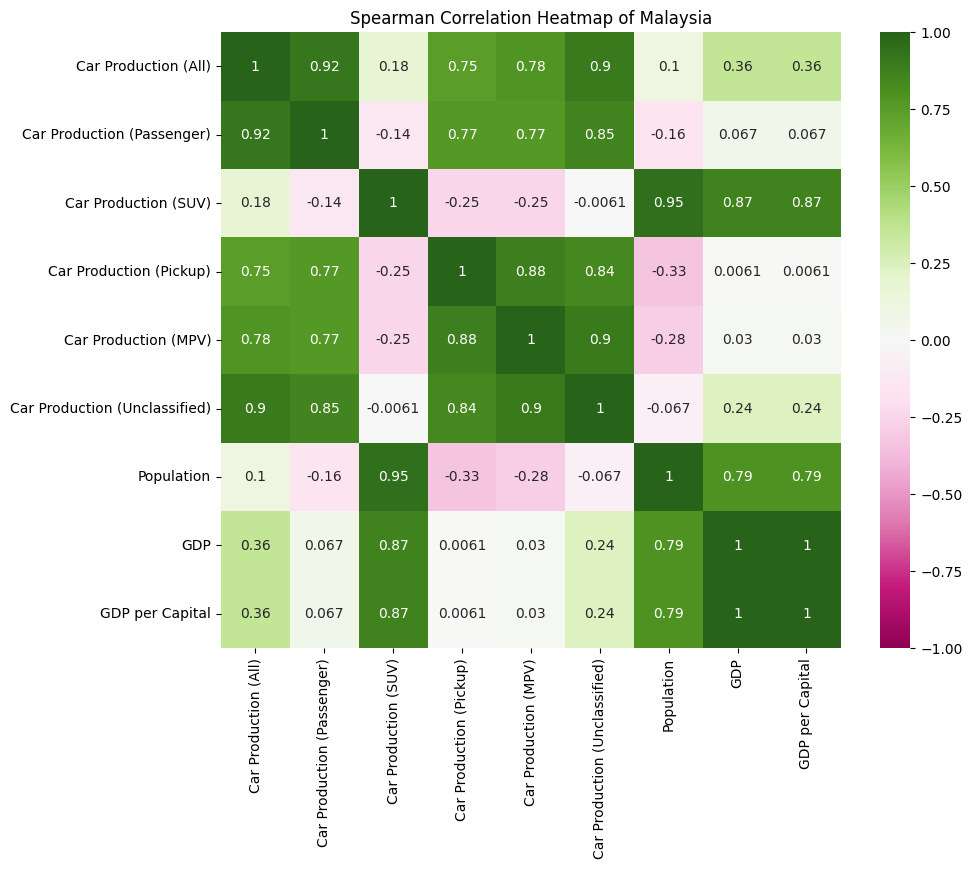 Spearman Correlation Heatmap of Malaysia
Car Production (All) 1 0.92 0.18 0.75 0.78 0.9 0.1 0.36 0.36
Car Production (Passenger) 0.92 1 -0.14 0.77 0.77 0.85 -0.16 0.067 0.067
Car Production (SUV) 0.18 -0.14 1 -0.25 -0.25 -0.0061 0.95 0.87 0.87
Car Production (Pickup) 0.75 0.77 -0.25 1 0.88 0.84 -0.33 0.0061 0.0061
Car Production (MPV) 0.78 0.77 -0.25 0.88 1 0.9 -0.28 0.03 0.03
Car Production (Unclassified) 0.9 0.85 -0.0061 0.84 0.9 1 -0.067 0.24 0.24
Population 0.1 -0.16 0.95 -0.33 -0.28 -0.067 1 0.79 0.79
GDP 0.36 0.067 0.87 0.0061 0.03 0.24 0.79 1 1
GDP per Capital 0.36 0.067 0.87 0.0061 0.03 0.24 0.79 1 1
Car Production (All)
Car Production (Passenger)
Car Production (SUV)
Car Production (Pickup)
Car Production (MPV)
Car Production (Unclassified)
Population
GDP
GDP per Capital
1.00
0.75
0.50
0.25
0.00
−0.25
−0.50
−0.75
−1.00